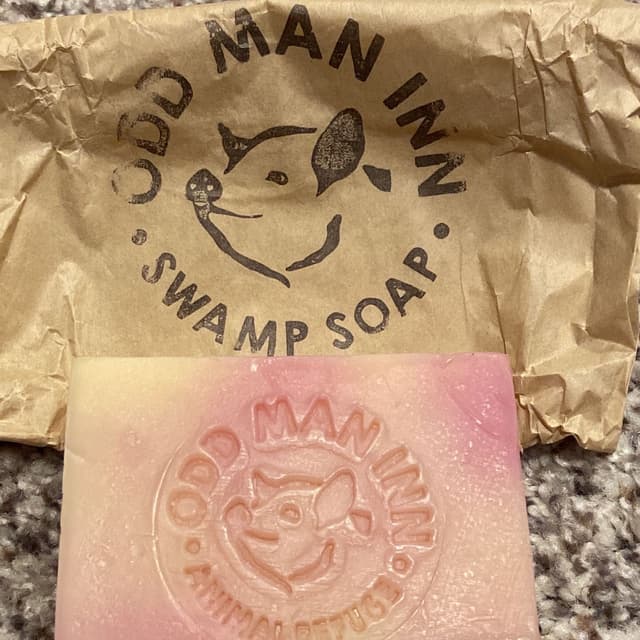 ODD MAN INN
• SWAMP SOAP •
ODD MAN INN
• ANIMAL REFUGE •